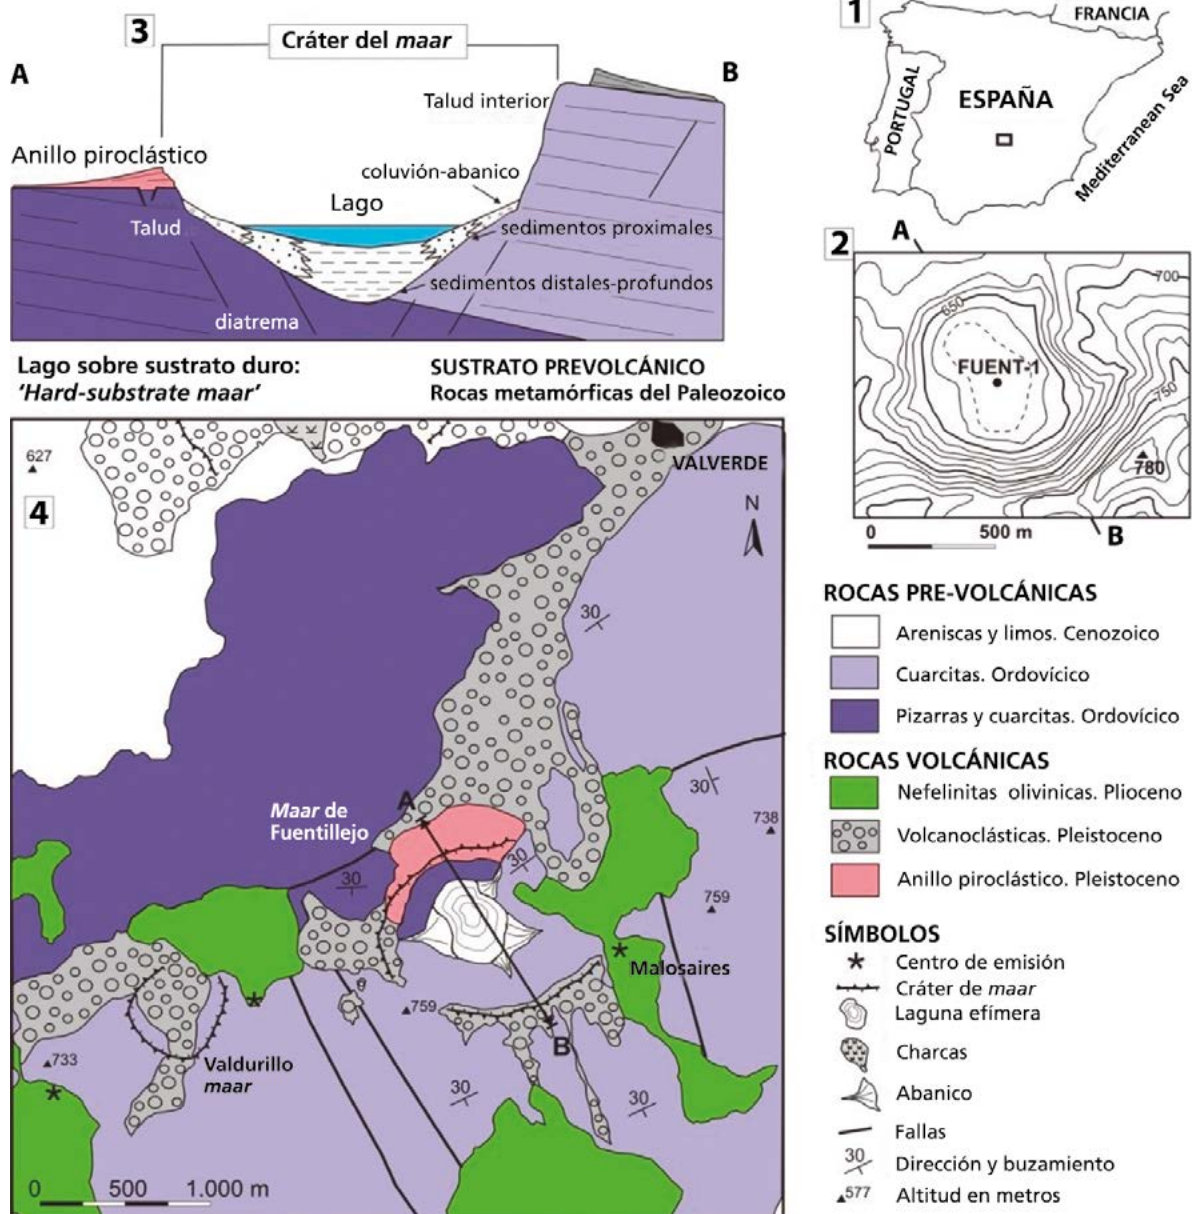 3
Cráter del maar
A
B
Talud interior
Anillo piroclástico
coluvión-abanico
Lago
Talud
sedimentos proximales
sedimentos distales-profundos
diatrema
Lago sobre sustrato duro:
'Hard-substrate maar'
SUSTRATO PREVOLCÁNICO
Rocas metamórficas del Paleozoico
1
FRANCIA
PORTUGAL
ESPAÑA
Mediterranean Sea
2
A
700
650
FUENT-1
750
780
0 500 m
B
4
627
VALVERDE
N
30
30
738
A
Maar de
Fuentillejo
30
30
759
Malosaires
759
B
733
Valdurillo
maar
30
30
0 500 1.000 m
ROCAS PRE-VOLCÁNICAS
Areniscas y limos. Cenozoico
Cuarcitas. Ordovícico
Pizarras y cuarcitas. Ordovícico
ROCAS VOLCÁNICAS
Nefelinitas olivinicas. Plioceno
Volcanoclásticas. Pleistoceno
Anillo piroclástico. Pleistoceno
SÍMBOLOS
Centro de emisión
Cráter de maar
Laguna efímera
Charcas
Abanico
Fallas
30 Dirección y buzamiento
577 Altitud en metros